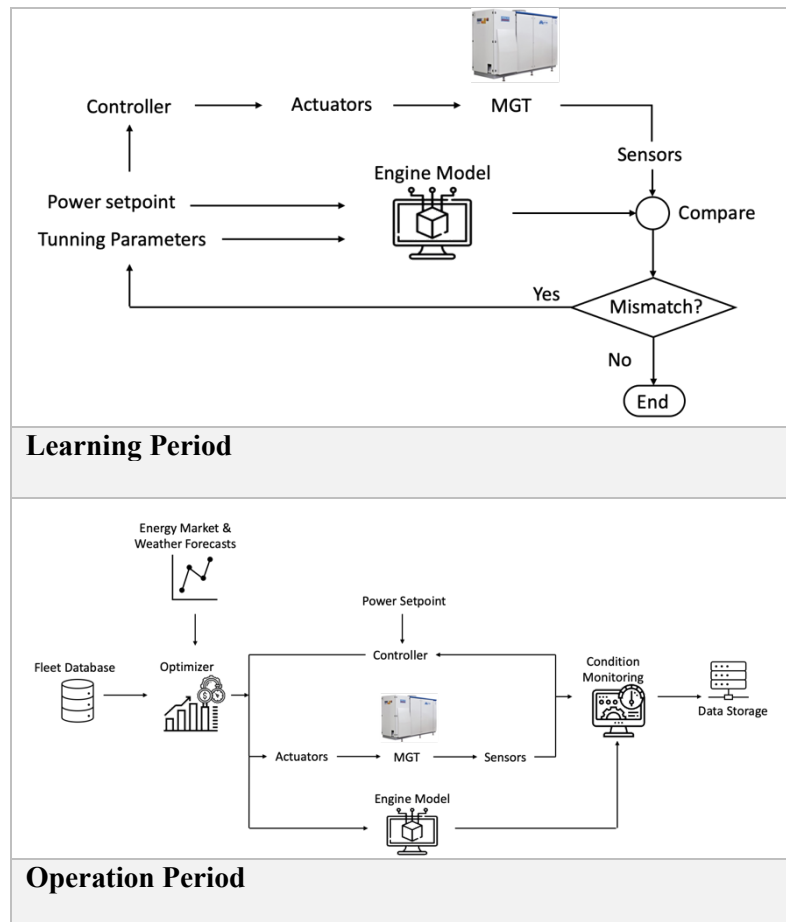 Controller
Actuators
MGT
Sensors
Engine Model
Power setpoint
Tunning Parameters
Compare
Yes
Mismatch?
No
End
Learning Period
Energy Market &
Weather Forecasts
Power Setpoint
Controller
Fleet Database
Optimizer
Condition
Monitoring
Data Storage
Actuators
MGT
Sensors
Engine Model
Operation Period